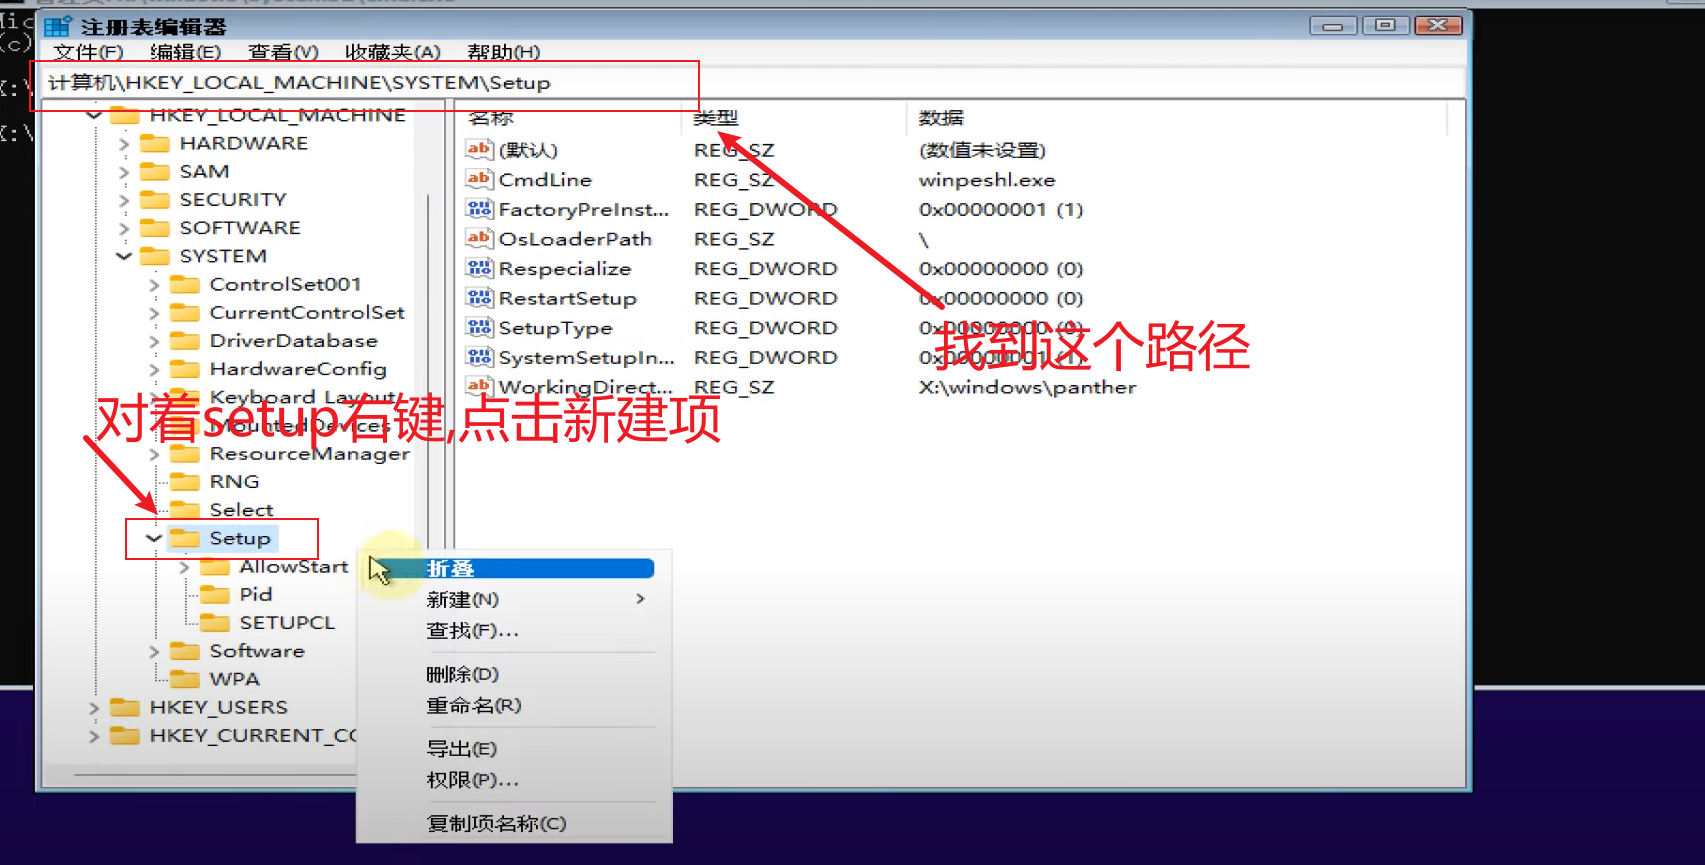 注册表编辑器
文件(F) 编辑(E) 查看(V) 收藏夹(A) 帮助(H)
计算机\HKEY_LOCAL_MACHINE\SYSTEM\Setup
HKEY_LOCAL_MACHINE
HARDWARE
SAM
SECURITY
SOFTWARE
SYSTEM
ControlSet001
CurrentControlSet
DriverDatabase
HardwareConfig
Keyboard Layout
MountedDevices
ResourceManager
RNG
Select
Setup
AllowStart
Pid
SETUPCL
Software
WPA
HKEY_USERS
HKEY_CURRENT_CO
名称 类型 数据
(默认) REG_SZ (数值未设置)
CmdLine REG_SZ winpeshl.exe
FactoryPreInst... REG_DWORD 0x00000001 (1)
OsLoaderPath REG_SZ \
Respecialize REG_DWORD 0x00000000 (0)
RestartSetup REG_DWORD 0x00000000 (0)
SetupType REG_DWORD 0x00000000 (0)
SystemSetupIn... REG_DWORD 0x00000001 (1)
WorkingDirect... REG_SZ X:\windows\panther
找到这个路径
对着setup右键,点击新建项
折叠
新建(N)
查找(F)...
删除(D)
重命名(R)
导出(E)
权限(P)...
复制项名称(C)
Mic
(c)
X:\
X:\